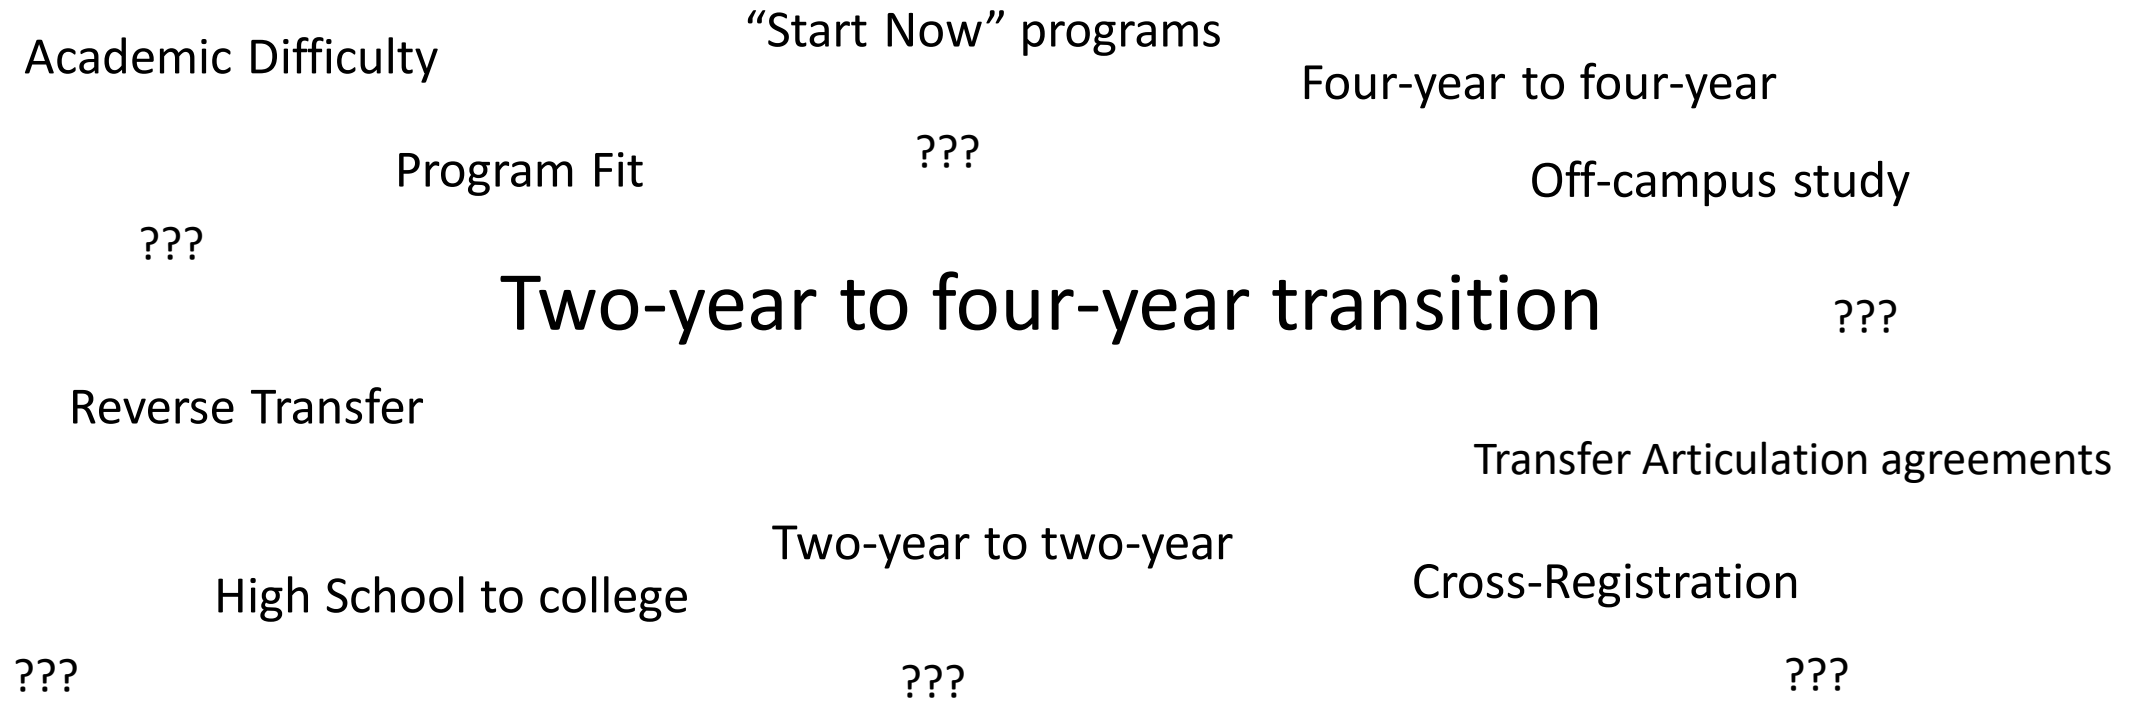 “Start Now” programs
Academic Difficulty
Four-year to four-year
???
Program Fit
Off-campus study
???
Two-year to four-year transition
???
Reverse Transfer
Transfer Articulation agreements
Two-year to two-year
Cross-Registration
High School to college
???
???
???